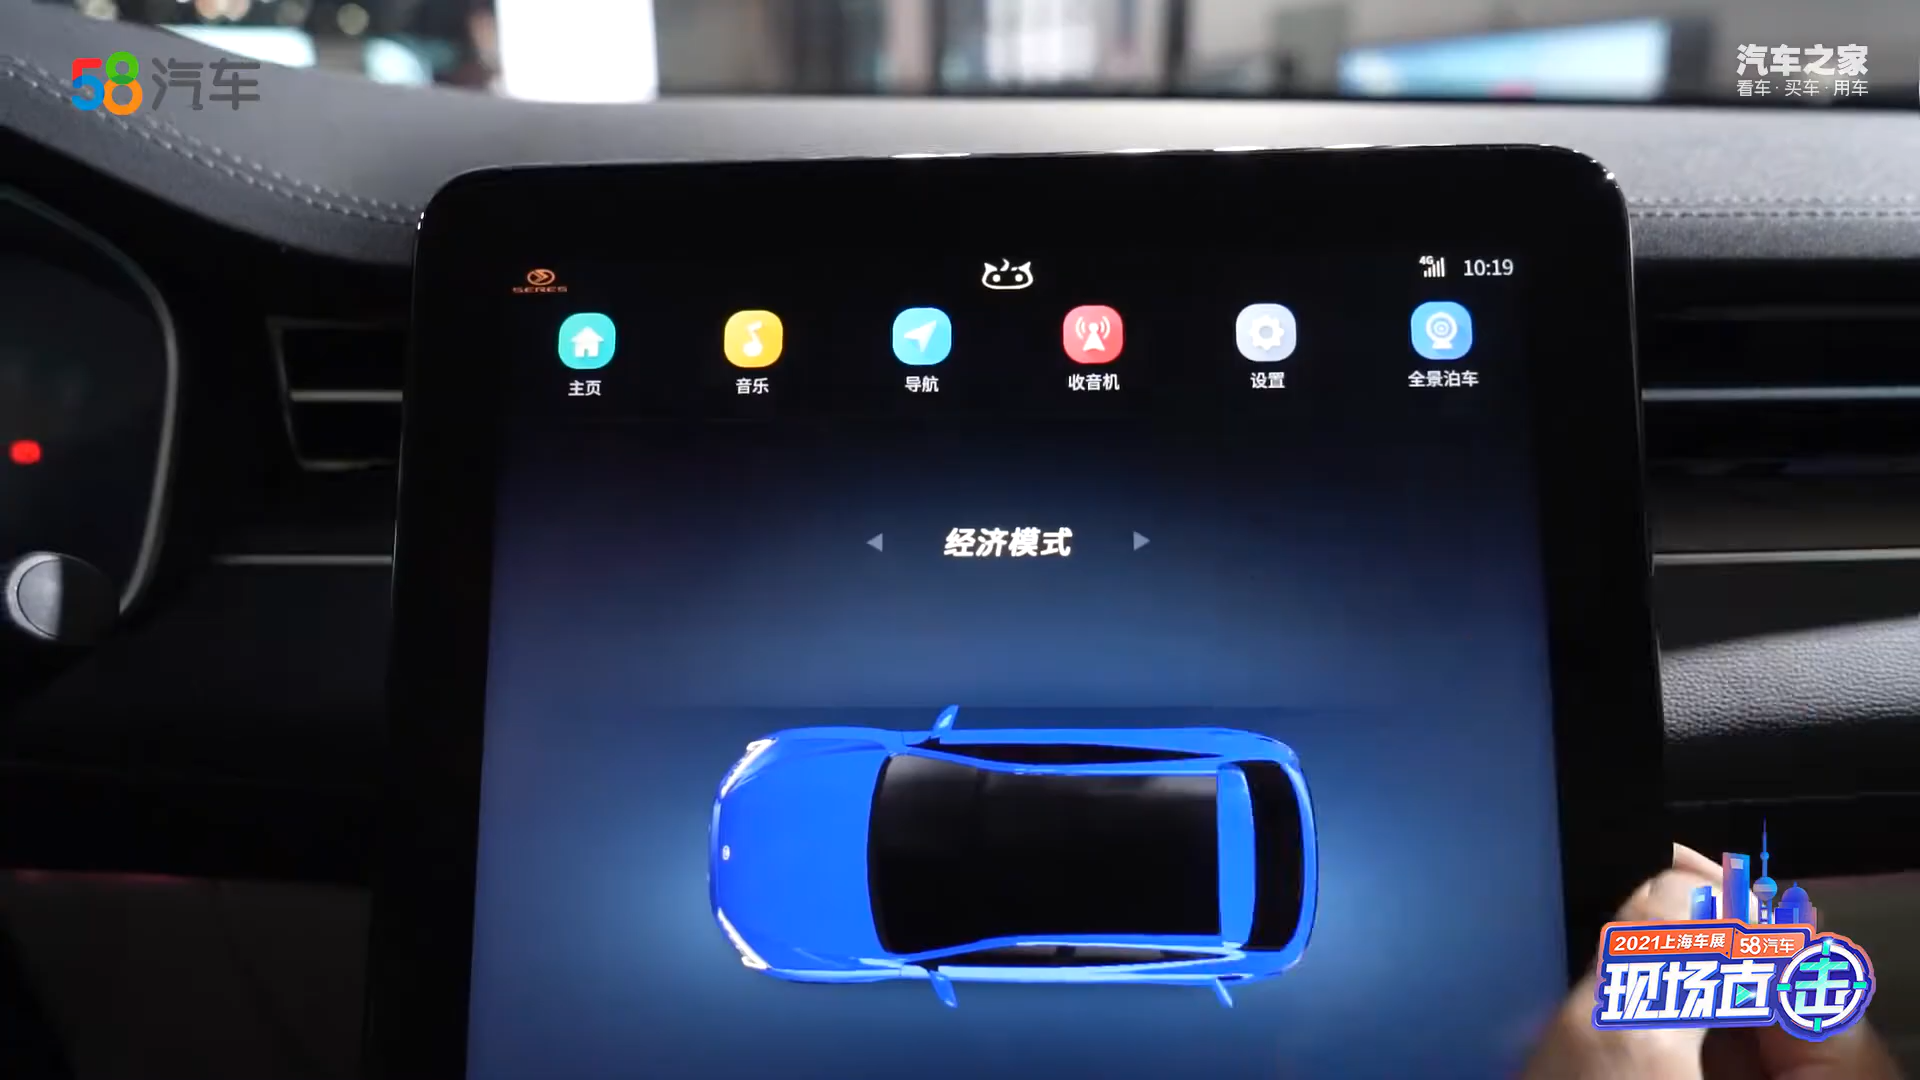 58汽车
汽车之家
看车·买车·用车
SERES
4G
10:19
主页
音乐
导航
收音机
设置
全景泊车
经济模式
2021上海车展
58汽车
现场直击